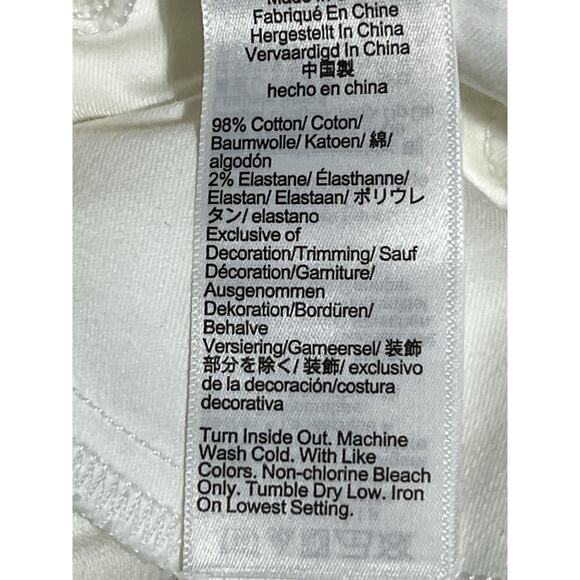 Made in
Fabriqué En Chine
Hergestellt In China
Vervaardigd In China
中国製
hecho en china
98% Cotton/ Coton/
Baumwolle/ Katoen/ 綿/
algodón
2% Elastane/ Élasthanne/
Elastan/ Elastaan/ ポリウレ
タン/ elastano
Exclusive of
Decoration/Trimming/ Sauf
Décoration/Garniture/
Ausgenommen
Dekoration/Bordüren/
Behalve
Versiering/Garneersel/ 装飾
部分を除く/ 装飾/ exclusivo
de la decoración/costura
decorativa
Turn Inside Out. Machine
Wash Cold. With Like
Colors. Non-chlorine Bleach
Only. Tumble Dry Low. Iron
On Lowest Setting.